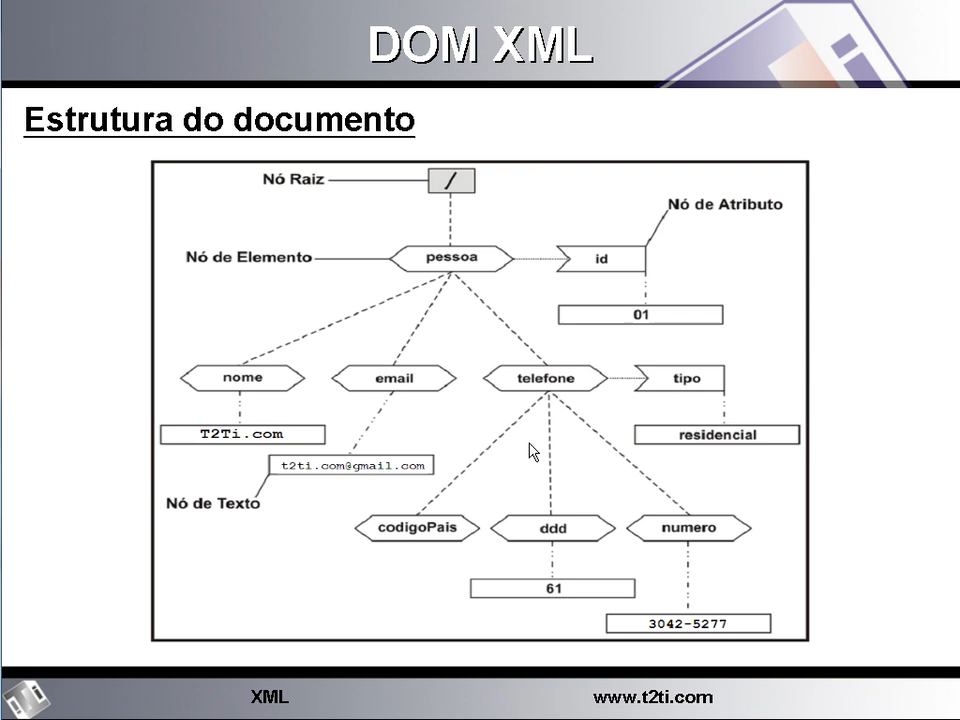 DOM XML
Estrutura do documento
Nó Raiz
/
Nó de Atributo
Nó de Elemento
pessoa
id
01
nome
email
telefone
tipo
T2Ti.com
residencial
t2ti.com@gmail.com
Nó de Texto
codigoPais
ddd
numero
61
3042-5277
XML
www.t2ti.com